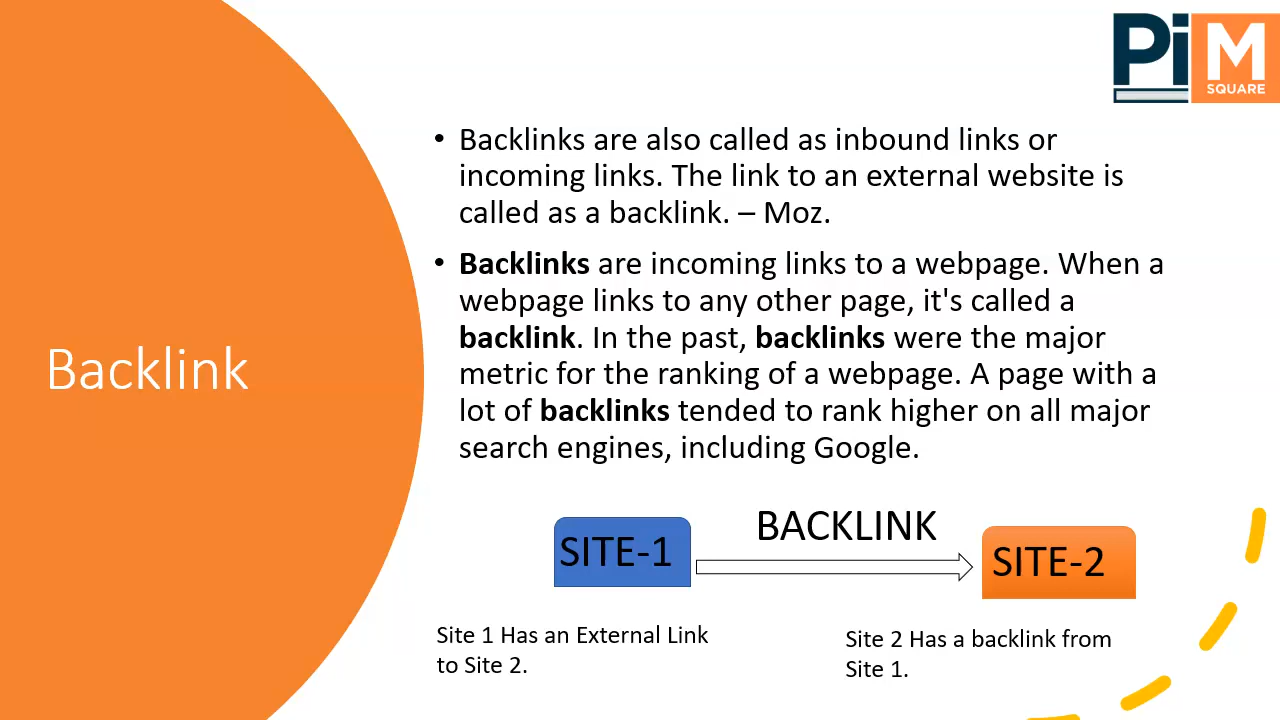 Pi M
SQUARE
• Backlinks are also called as inbound links or
incoming links. The link to an external website is
called as a backlink. – Moz.
• Backlinks are incoming links to a webpage. When a
webpage links to any other page, it's called a
backlink. In the past, backlinks were the major
metric for the ranking of a webpage. A page with a
lot of backlinks tended to rank higher on all major
search engines, including Google.
Backlink
BACKLINK
SITE-1
SITE-2
Site 1 Has an External Link
to Site 2.
Site 2 Has a backlink from
Site 1.